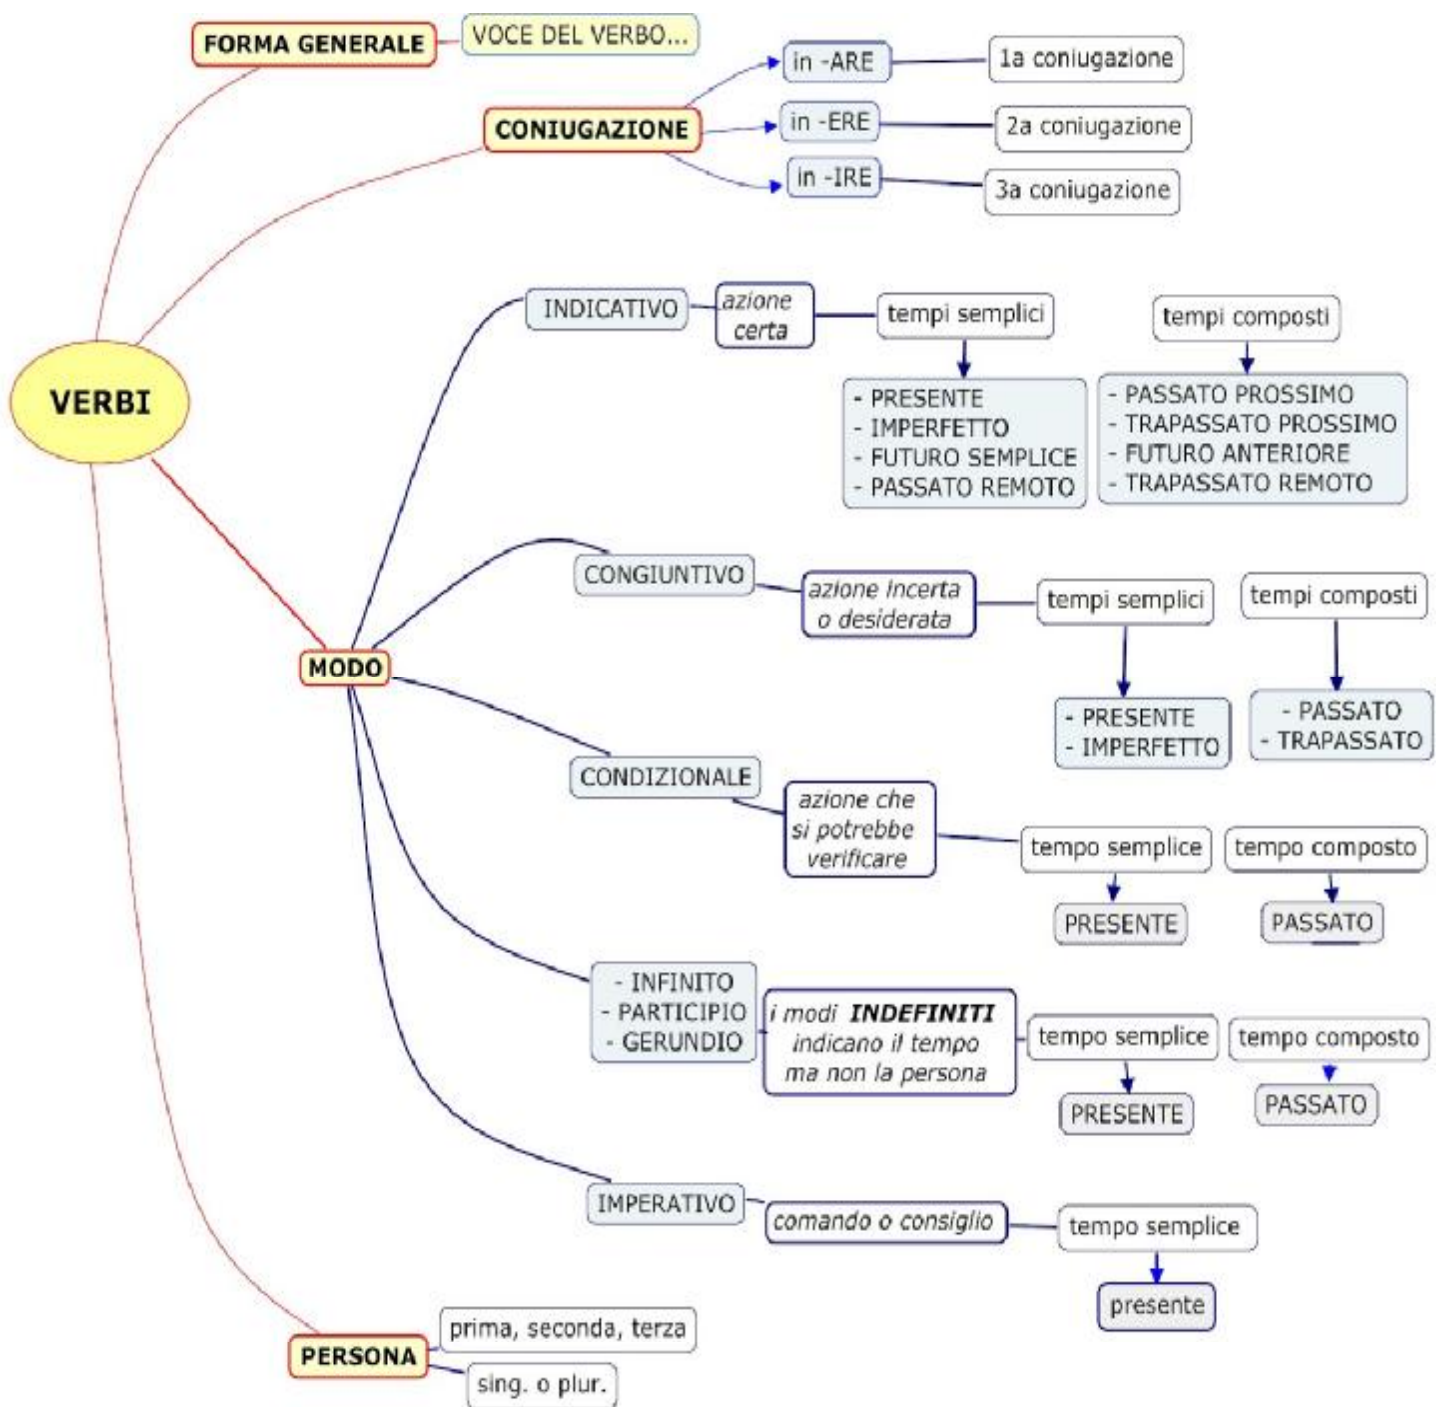 FORMA GENERALE
VOCE DEL VERBO...
CONIUGAZIONE
in -ARE
1a coniugazione
in -ERE
2a coniugazione
in -IRE
3a coniugazione
VERBI
MODO
INDICATIVO
azione
certa
tempi semplici
- PRESENTE
- IMPERFETTO
- FUTURO SEMPLICE
- PASSATO REMOTO
tempi composti
- PASSATO PROSSIMO
- TRAPASSATO PROSSIMO
- FUTURO ANTERIORE
- TRAPASSATO REMOTO
CONGIUNTIVO
azione incerta
o desiderata
tempi semplici
- PRESENTE
- IMPERFETTO
tempi composti
- PASSATO
- TRAPASSATO
CONDIZIONALE
azione che
si potrebbe
verificare
tempo semplice
PRESENTE
tempo composto
PASSATO
- INFINITO
- PARTICIPIO
- GERUNDIO
i modi INDEFINITI
indicano il tempo
ma non la persona
tempo semplice
PRESENTE
tempo composto
PASSATO
IMPERATIVO
comando o consiglio
tempo semplice
presente
PERSONA
prima, seconda, terza
sing. o plur.